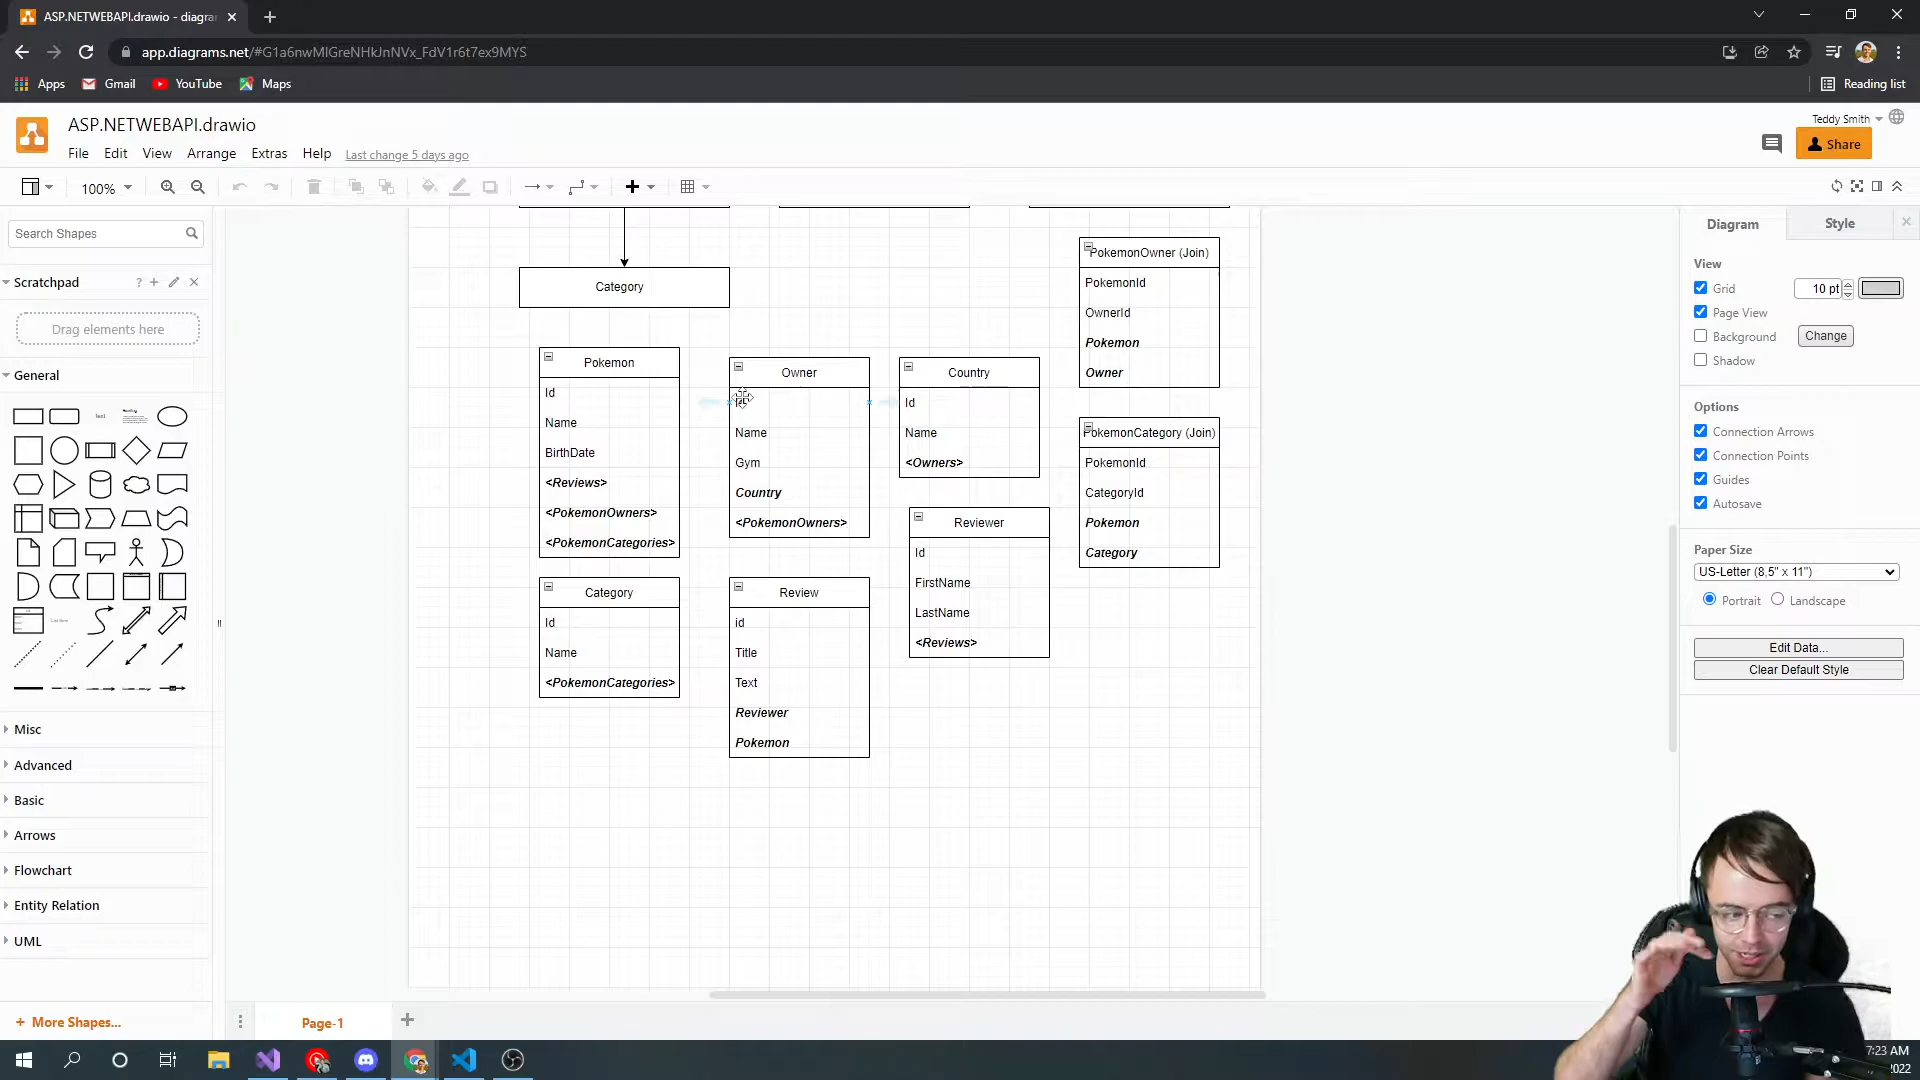 ASP.NETWEBAPI.drawio - diagra
app.diagrams.net/#G1a6nwMlGreNHkJnNVx_FdV1r6t7ex9MYS
Apps
Gmail
YouTube
Maps
Reading list
ASP.NETWEBAPI.drawio
Teddy Smith
File
Edit
View
Arrange
Extras
Help
Last change 5 days ago
Share
100%
Search Shapes
Scratchpad
?
Drag elements here
General
Text
Heading
List Item
Misc
Advanced
Basic
Arrows
Flowchart
Entity Relation
UML
+ More Shapes...
Category
Pokemon
Id
Name
BirthDate
<Reviews>
<PokemonOwners>
<PokemonCategories>
Owner
Name
Gym
Country
<PokemonOwners>
Country
Id
Name
<Owners>
PokemonOwner (Join)
PokemonId
OwnerId
Pokemon
Owner
PokemonCategory (Join)
PokemonId
CategoryId
Pokemon
Category
Category
Id
Name
<PokemonCategories>
Review
id
Title
Text
Reviewer
Pokemon
Reviewer
Id
FirstName
LastName
<Reviews>
Page-1
Diagram
Style
View
Grid
10 pt
Page View
Background
Change
Shadow
Options
Connection Arrows
Connection Points
Guides
Autosave
Paper Size
US-Letter (8,5" x 11")
Portrait
Landscape
Edit Data...
Clear Default Style
7:23 AM
2022